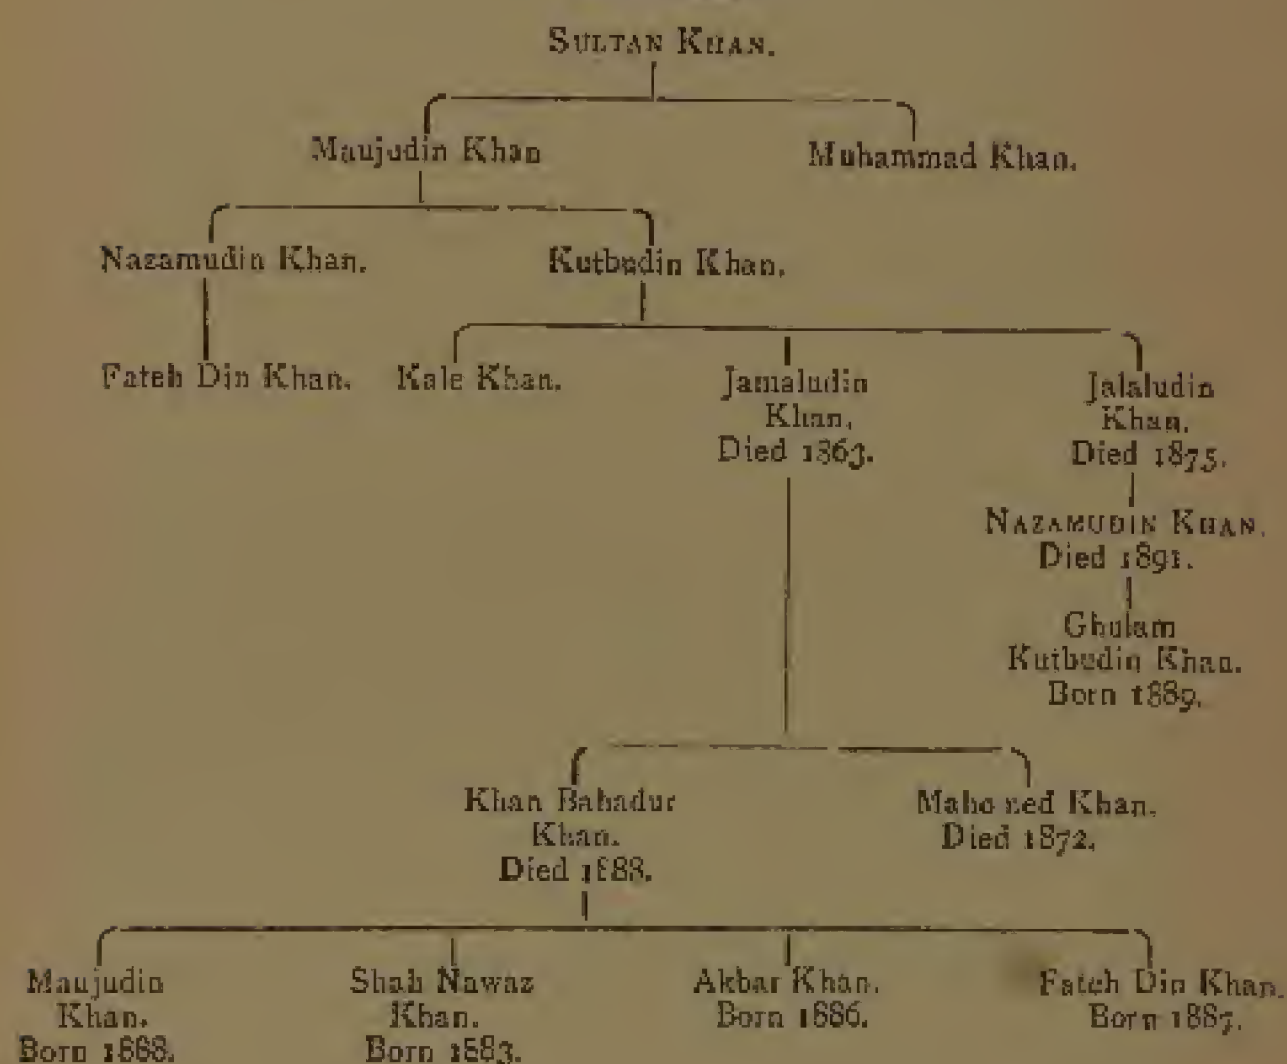 SULTAN KHAN.
Maujudin Khan
Muhammad Khan.
Nazamudin Khan.
Kutbudin Khan.
Fateh Din Khan.
Kale Khan.
Jamaludin
Khan.
Died 1863.
Jalaludin
Khan.
Died 1875.
NAZAMUDIN KHAN.
Died 1891.
Ghulam
Kutbudin Khan.
Born 1889.
Khan Bahadur
Khan.
Died 1888.
Khan.
Died 1872.
Maujudin
Khan.
Born 1888.
Shah Nawaz
Khan.
Born 1883.
Akbar Khan.
Born 1886.
Fateh Din Khan.
Born 1887.